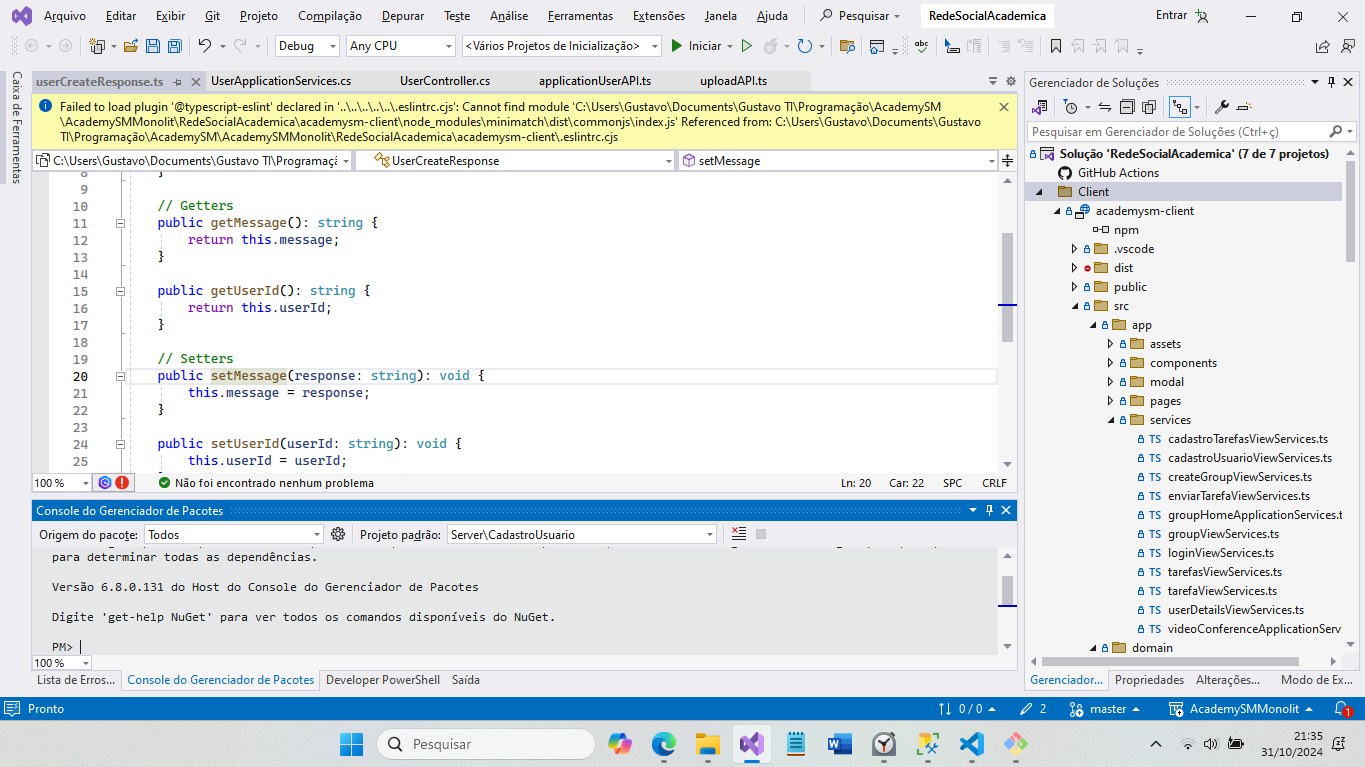 Arquivo Editar Exibir Git Projeto Compilação Depurar Teste Análise Ferramentas Extensões Janela Ajuda Pesquisar RedeSocialAcademica Entrar
Debug Any CPU <Vários Projetos de Inicialização> Iniciar
Caixa de Ferramentas
userCreateResponse.ts UserApplicationServices.cs UserController.cs applicationUserAPI.ts uploadAPI.ts
Failed to load plugin '@typescript-eslint' declared in '..\..\..\..\..\.eslintrc.cjs': Cannot find module 'C:\Users\Gustavo\Documents\Gustavo TI\Programação\AcademySM
\AcademySMMonolit\RedeSocialAcademica\academysm-client\node_modules\minimatch\dist\commonjs\index.js' Referenced from: C:\Users\Gustavo\Documents\Gustavo
TI\Programação\AcademySM\AcademySMMonolit\RedeSocialAcademica\academysm-client\.eslintrc.cjs
C:\Users\Gustavo\Documents\Gustavo TI\Programaçã UserCreateResponse setMessage
8 }
9
10 // Getters
11 public getMessage(): string {
12 return this.message;
13 }
14
15 public getUserId(): string {
16 return this.userId;
17 }
18
19 // Setters
20 public setMessage(response: string): void {
21 this.message = response;
22 }
23
24 public setUserId(userId: string): void {
25 this.userId = userId;
100 % Não foi encontrado nenhum problema Ln: 20 Car: 22 SPC CRLF
Console do Gerenciador de Pacotes
Origem do pacote: Todos Projeto padrão: Server\CadastroUsuario
para determinar todas as dependências.
Versão 6.8.0.131 do Host do Console do Gerenciador de Pacotes
Digite 'get-help NuGet' para ver todos os comandos disponíveis do NuGet.
PM>
100 %
Lista de Erros... Console do Gerenciador de Pacotes Developer PowerShell Saída
Gerenciador de Soluções
Pesquisar em Gerenciador de Soluções (Ctrl+ç)
Solução 'RedeSocialAcademica' (7 de 7 projetos)
GitHub Actions
Client
academysm-client
npm
.vscode
dist
public
src
app
assets
components
modal
pages
services
TS cadastroTarefasViewServices.ts
TS cadastroUsuarioViewServices.ts
TS createGroupViewServices.ts
TS enviarTarefaViewServices.ts
TS groupHomeApplicationServices.t
TS groupViewServices.ts
TS loginViewServices.ts
TS tarefasViewServices.ts
TS tarefaViewServices.ts
TS userDetailsViewServices.ts
TS videoConferenceApplicationServ
domain
Gerenciador... Propriedades Alterações... Modo de Ex...
Pronto 0 / 0 2 master AcademySMMonolit 1
Pesquisar
21:35
31/10/2024